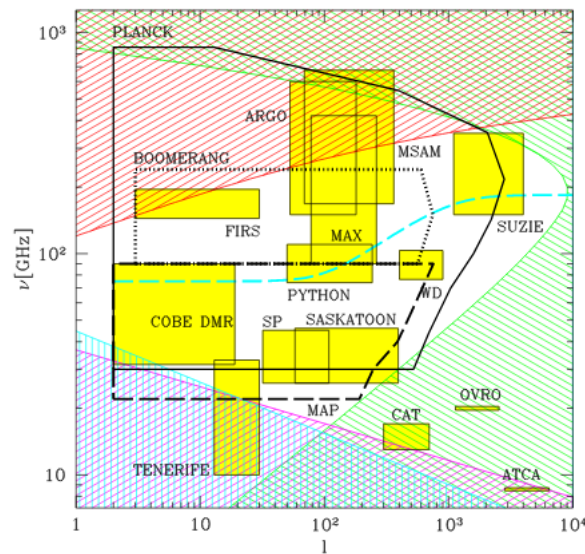 10³
PLANCK
ARGO
BOOMERANG
MSAM
FIRS
MAX
SUZIE
ν[GHz]
10²
PYTHON
WD
COBE DMR
SP
SASKATOON
MAP
OVRO
CAT
TENERIFE
ATCA
10
1
10
10²
10³
10⁴
l